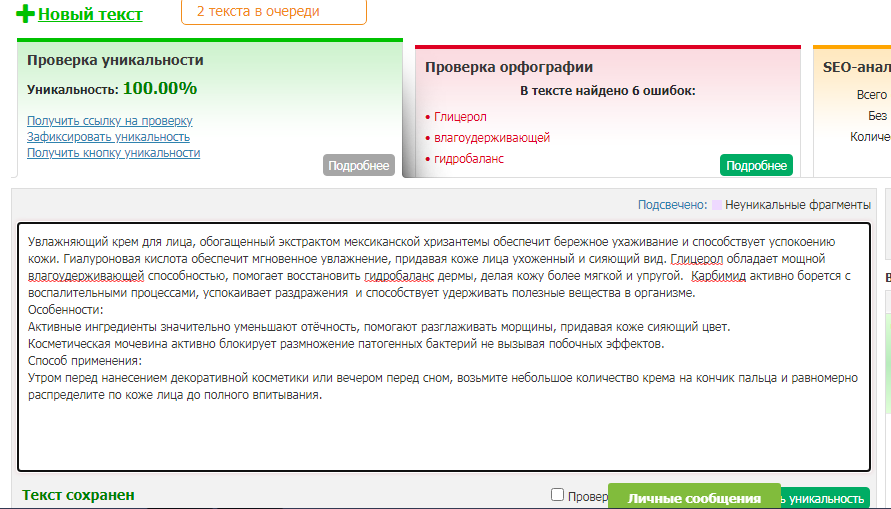 Новый текст
2 текста в очереди
Проверка уникальности
Уникальность: 100.00%
Получить ссылку на проверку
Зафиксировать уникальность
Получить кнопку уникальности
Подробнее
Проверка орфографии
В тексте найдено 6 ошибок:
• Глицерол
• влагоудерживающей
• гидробаланс
Подробнее
SEO-анал
Всего
Без
Количе
Подсвечено: Неуникальные фрагменты
Увлажняющий крем для лица, обогащенный экстрактом мексиканской хризантемы обеспечит бережное ухаживание и способствует успокоению
кожи. Гиалуроновая кислота обеспечит мгновенное увлажнение, придавая коже лица ухоженный и сияющий вид. Глицерол обладает мощной
влагоудерживающей способностью, помогает восстановить гидробаланс дермы, делая кожу более мягкой и упругой. Карбимид активно борется с
воспалительными процессами, успокаивает раздражения и способствует удерживать полезные вещества в организме.
Особенности:
Активные ингредиенты значительно уменьшают отёчность, помогают разглаживать морщины, придавая коже сияющий цвет.
Косметическая мочевина активно блокирует размножение патогенных бактерий не вызывая побочных эффектов.
Способ применения:
Утром перед нанесением декоративной косметики или вечером перед сном, возьмите небольшое количество крема на кончик пальца и равномерно
распределите по коже лица до полного впитывания.
Текст сохранен
Провер
Личные сообщения
ь уникальность